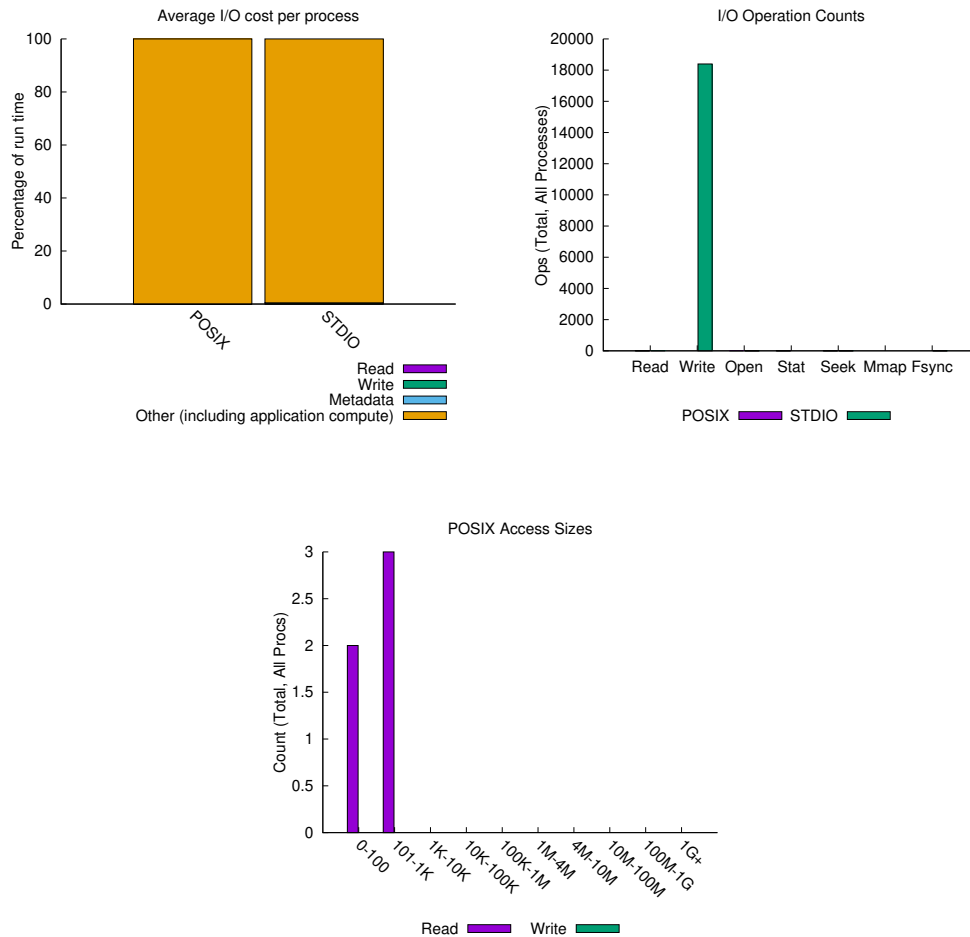 Average I/O cost per process
Percentage of run time
100
80
60
40
20
0
POSIX
STDIO
Read
Write
Metadata
Other (including application compute)
I/O Operation Counts
Ops (Total, All Processes)
20000
18000
16000
14000
12000
10000
8000
6000
4000
2000
0
Read Write Open Stat Seek Mmap Fsync
POSIX STDIO
POSIX Access Sizes
Count (Total, All Procs)
3
2.5
2
1.5
1
0.5
0
0-100
101-1K
1K-10K
10K-100K
100K-1M
1M-4M
4M-10M
10M-100M
100M-1G
1G+
Read Write